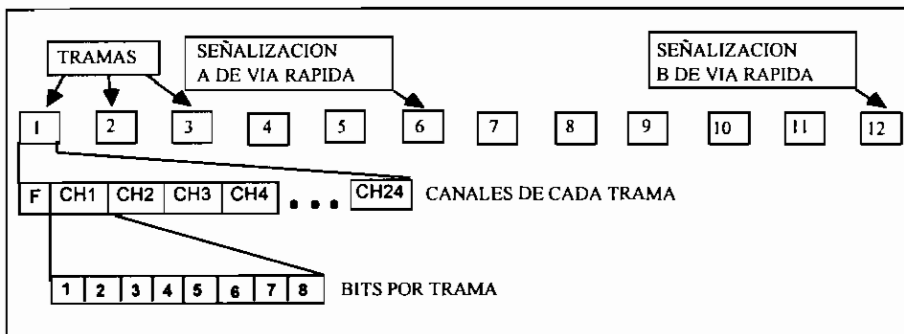 TRAMAS
SEÑALIZACION
A DE VIA RAPIDA
SEÑALIZACION
B DE VIA RAPIDA
1 2 3 4 5 6 7 8 9 10 11 12
F CH1 CH2 CH3 CH4 ... CH24 CANALES DE CADA TRAMA
1 2 3 4 5 6 7 8 BITS POR TRAMA